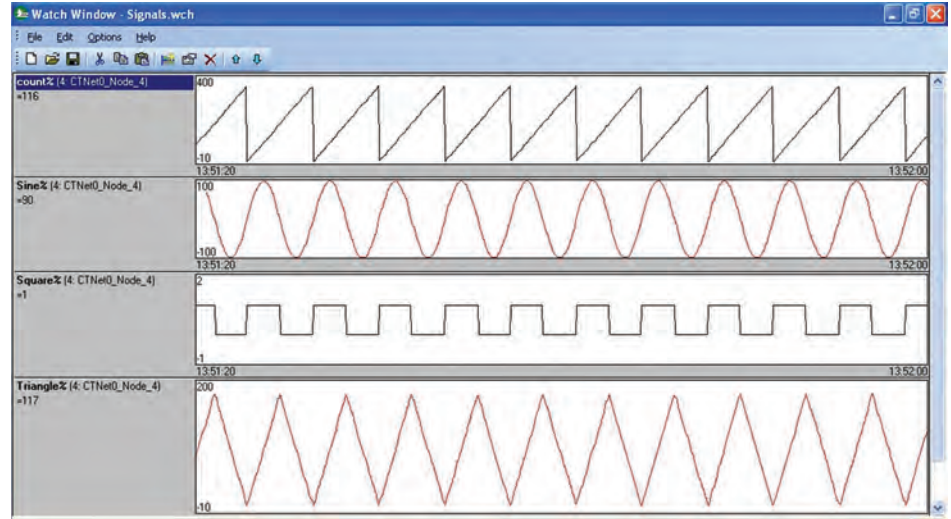 Watch Window - Signals.wch
File Edit Options Help
count% (4: CTNet0_Node_4)
=116
400
-10
13:51:20 13:52:00
Sine% (4: CTNet0_Node_4)
=90
100
-100
13:51:20 13:52:00
Square% (4: CTNet0_Node_4)
=1
2
-1
13:51:20 13:52:00
Triangle% (4: CTNet0_Node_4)
=117
200
-10